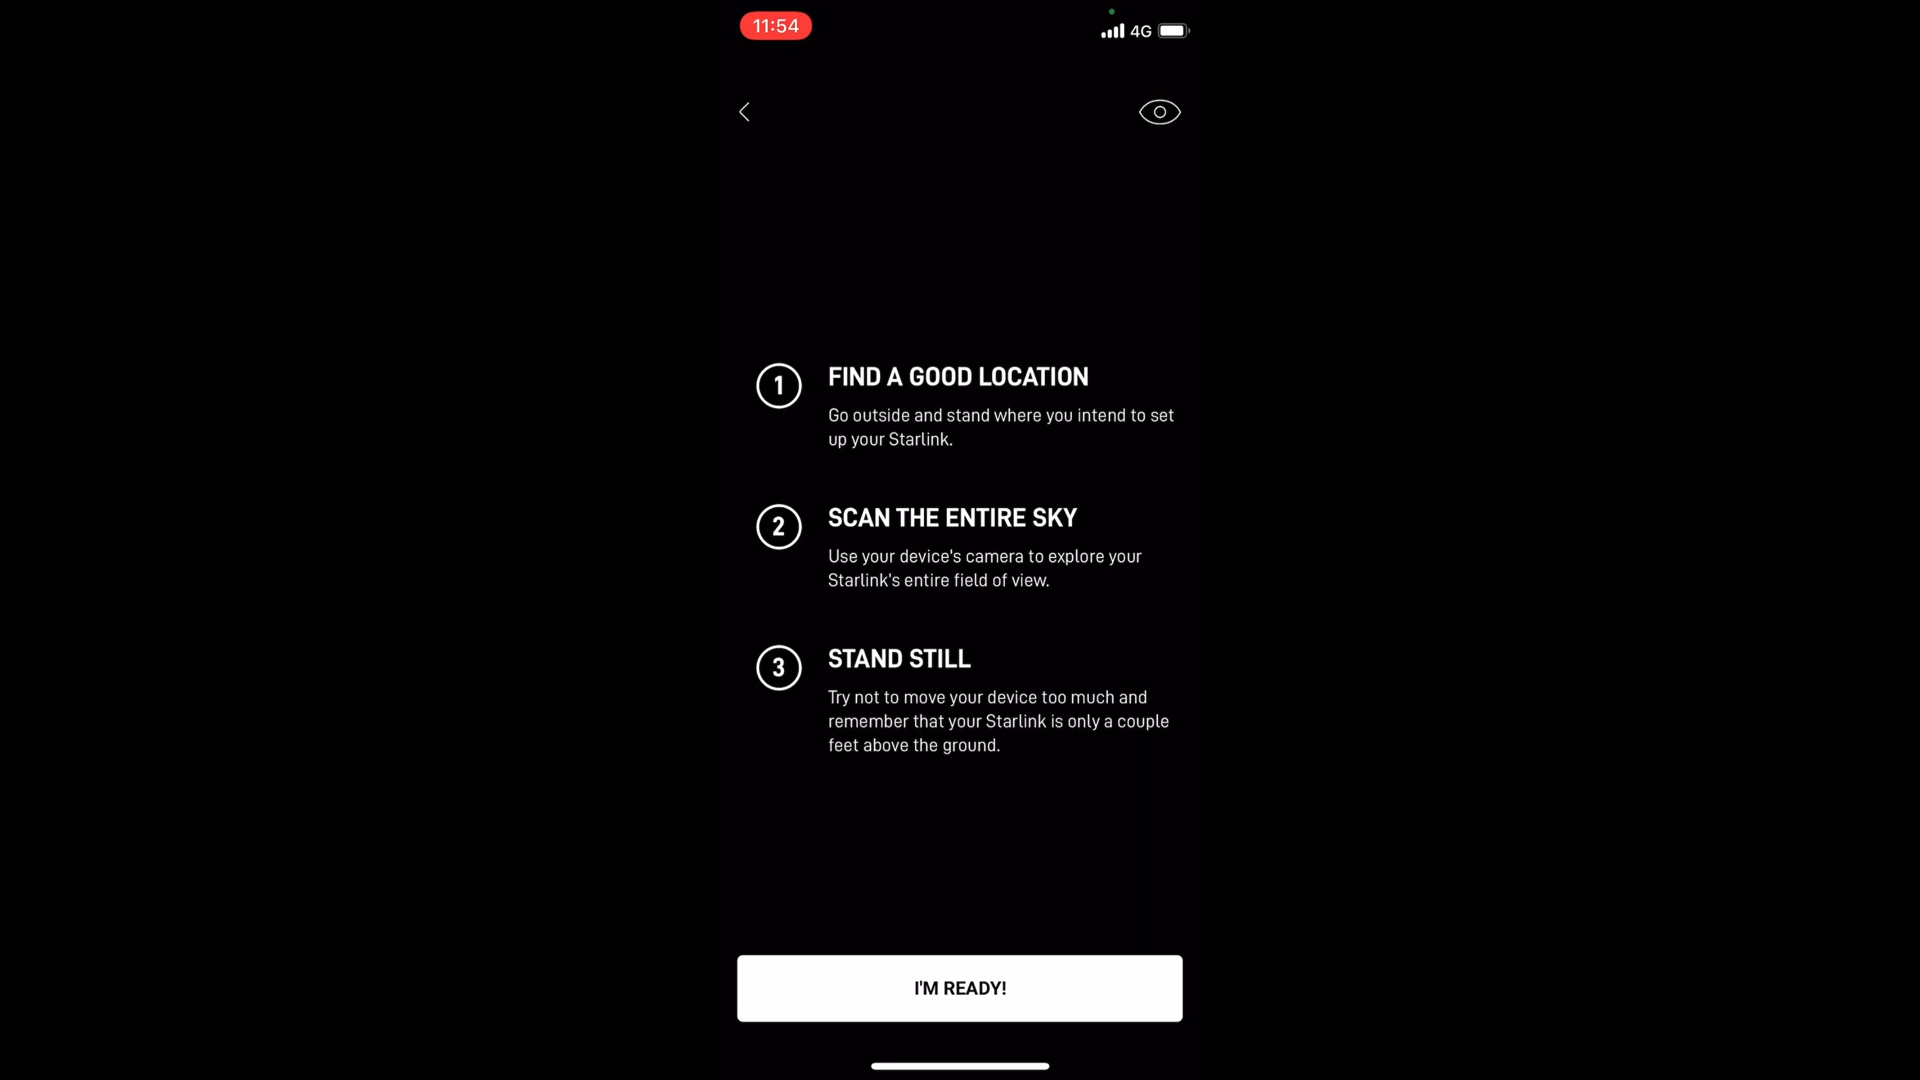 11:54
4G
1
FIND A GOOD LOCATION
Go outside and stand where you intend to set
up your Starlink.
2
SCAN THE ENTIRE SKY
Use your device's camera to explore your
Starlink's entire field of view.
3
STAND STILL
Try not to move your device too much and
remember that your Starlink is only a couple
feet above the ground.
I'M READY!